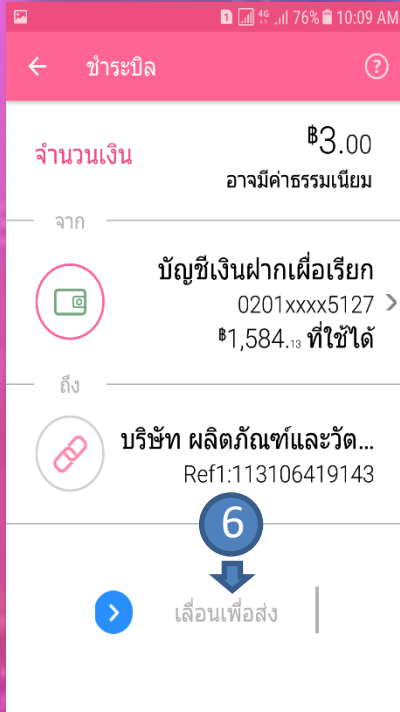 1 4G 76% 10:09 AM
ชำระบิล ?
จำนวนเงิน ฿3.00
อาจมีค่าธรรมเนียม
จาก
บัญชีเงินฝากเผื่อเรียก
0201xxxx5127
฿1,584.13 ที่ใช้ได้
ถึง
บริษัท ผลิตภัณฑ์และวัต...
Ref1:113106419143
6
เลื่อนเพื่อส่ง